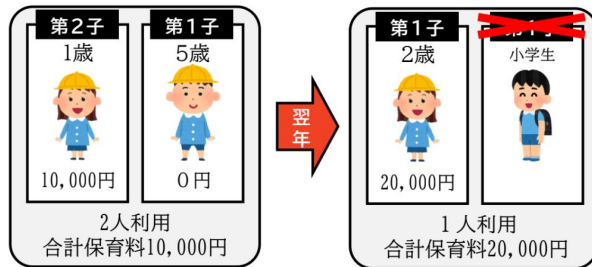 第2子
1歳
10,000円
第1子
5歳
0円
2人利用
合計保育料10,000円
翌年
第1子
2歳
20,000円
第1子
小学生
1人利用
合計保育料20,000円